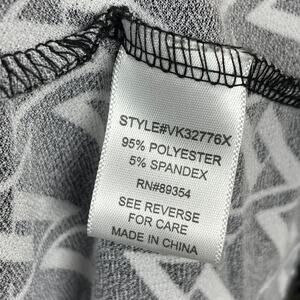 STYLE#VK32776X
95% POLYESTER
5% SPANDEX
RN#89354
SEE REVERSE
FOR CARE
MADE IN CHINA